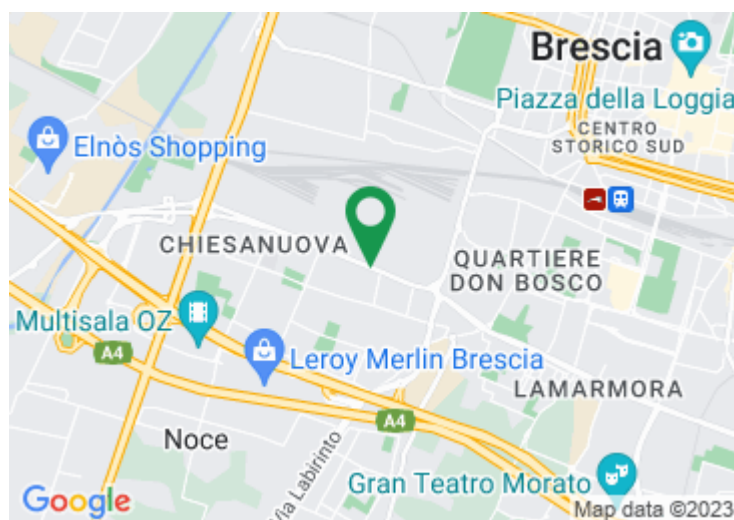 Brescia
Piazza della Loggia
CENTRO
STORICO SUD
Elnòs Shopping
CHIESANUOVA
QUARTIERE
DON BOSCO
Multisala OZ
A4
Leroy Merlin Brescia
LAMARMORA
A4
Noce
Via Labirinto
Gran Teatro Morato
Google
Map data ©2023